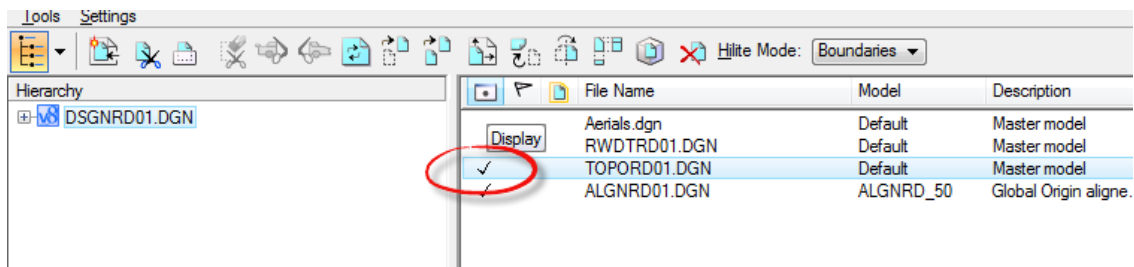 Tools Settings
Hilite Mode: Boundaries
Hierarchy File Name Model Description
v8 DSGNRD01.DGN
Display
Aerials.dgn Default Master model
RWDTRD01.DGN Default Master model
TOPORD01.DGN Default Master model
ALGNRD01.DGN ALGNRD_50 Global Origin aligne.